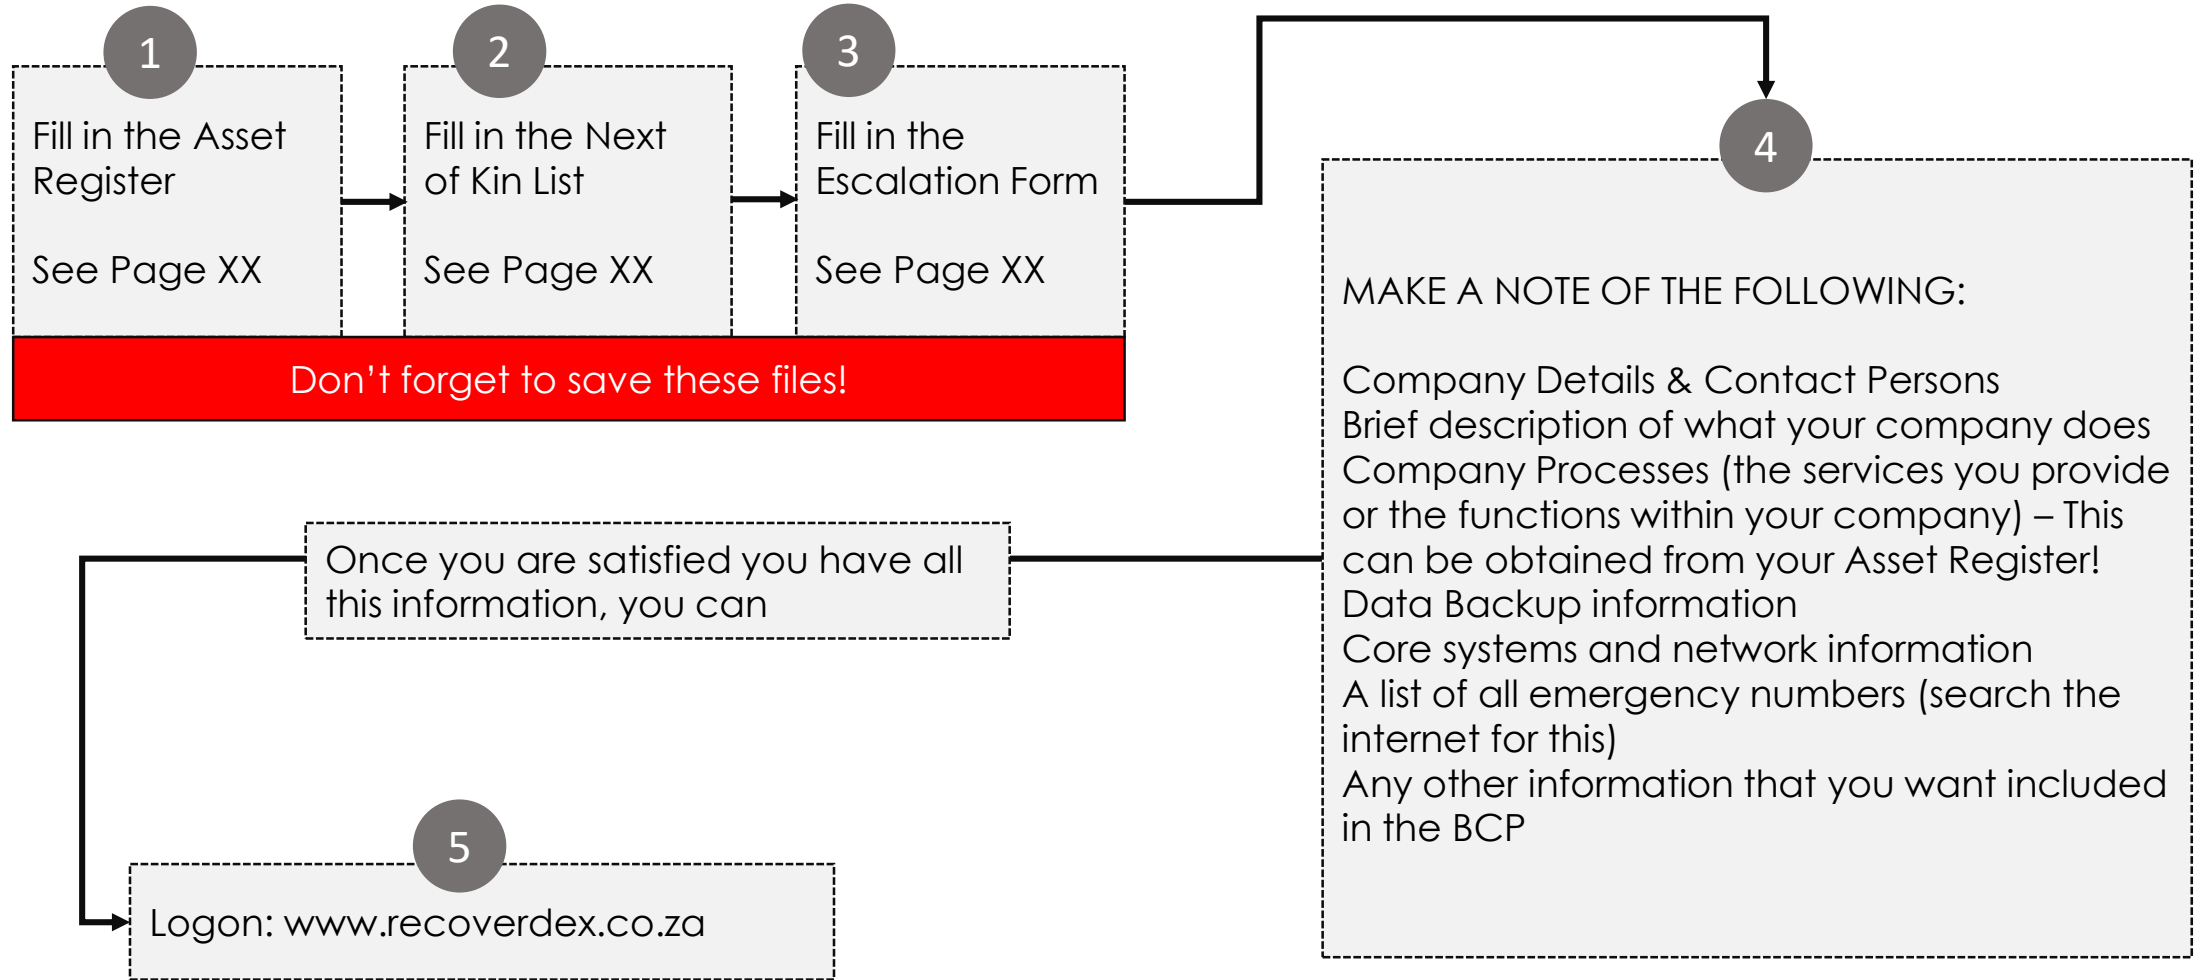 1
Fill in the Asset
Register
See Page XX
2
Fill in the Next
of Kin List
See Page XX
3
Fill in the
Escalation Form
See Page XX
Don’t forget to save these files!
4
MAKE A NOTE OF THE FOLLOWING:
Company Details & Contact Persons
Brief description of what your company does
Company Processes (the services you provide
or the functions within your company) – This
can be obtained from your Asset Register!
Data Backup information
Core systems and network information
A list of all emergency numbers (search the
internet for this)
Any other information that you want included
in the BCP
Once you are satisfied you have all
this information, you can
5
Logon: www.recoverdex.co.za